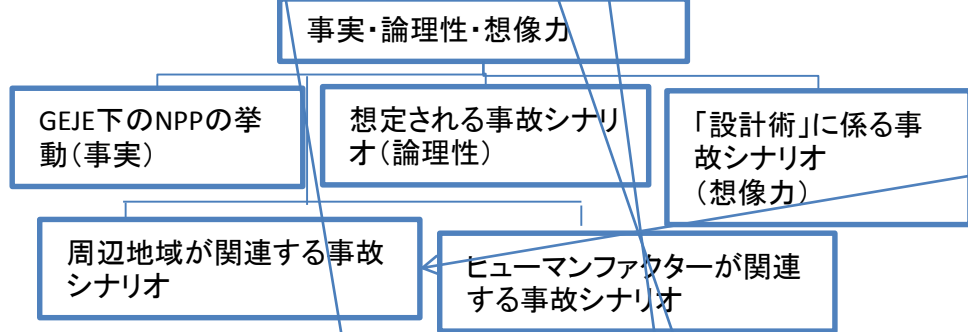 事実・論理性・想像力
GEJE下のNPPの挙
動(事実)
想定される事故シナリ
オ(論理性)
「設計術」に係る事
故シナリオ
(想像力)
周辺地域が関連する事故
シナリオ
ヒューマンファクターが関連
する事故シナリオ